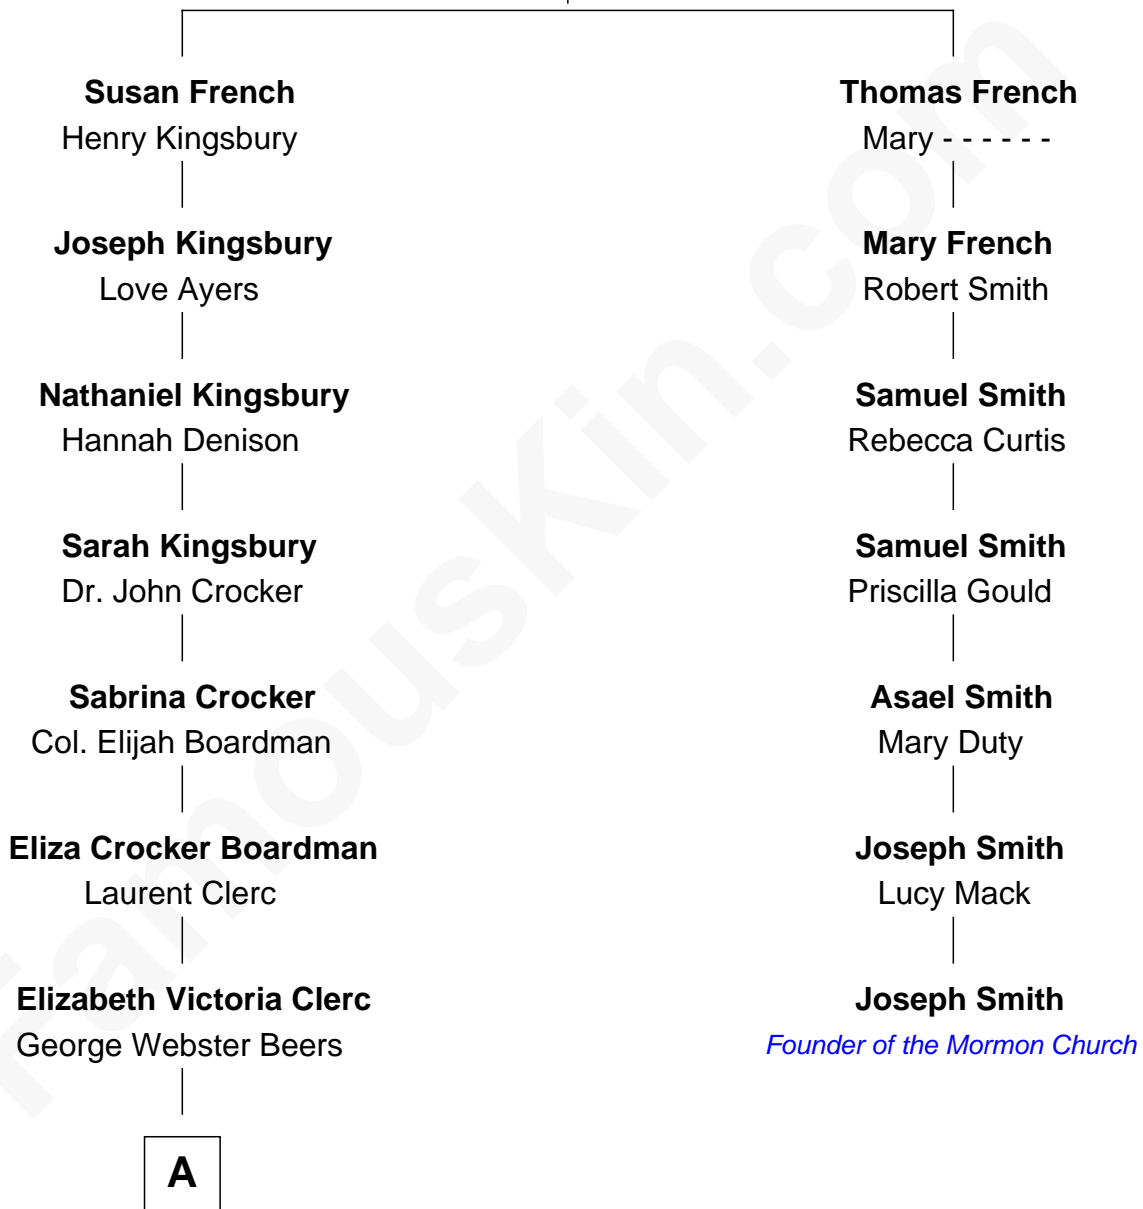 Susan French
Henry Kingsbury
Joseph Kingsbury
Love Ayers
Nathaniel Kingsbury
Hannah Denison
Sarah Kingsbury
Dr. John Crocker
Sabrina Crocker
Col. Elijah Boardman
Eliza Crocker Boardman
Laurent Clerc
Elizabeth Victoria Clerc
George Webster Beers
A
Thomas French
Mary - - - - - -
Mary French
Robert Smith
Samuel Smith
Rebecca Curtis
Samuel Smith
Priscilla Gould
Asael Smith
Mary Duty
Joseph Smith
Lucy Mack
Joseph Smith
Founder of the Mormon Church
FamousKin.com